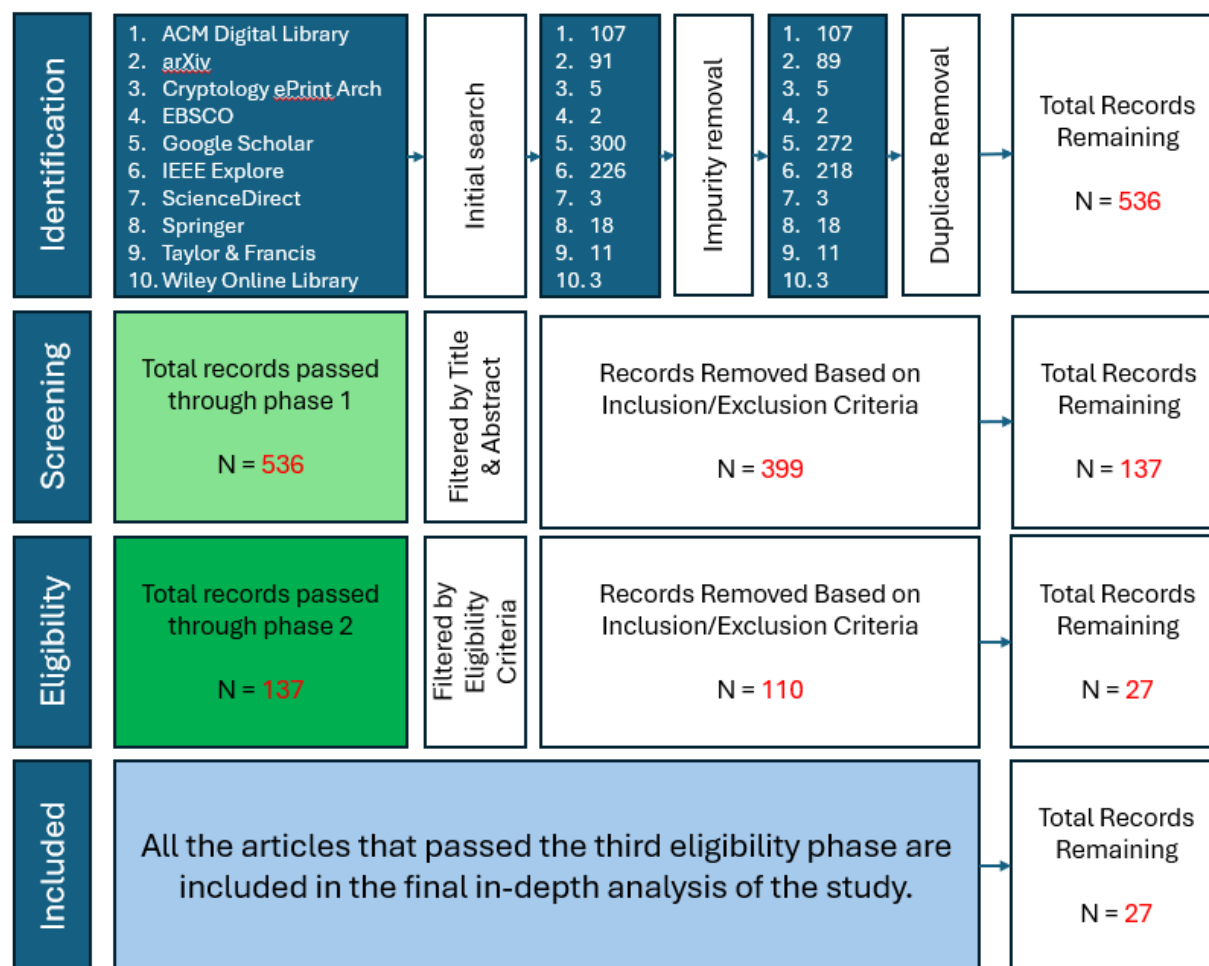 Identification
1. ACM Digital Library
2. arXiv
3. Cryptology ePrint Arch
4. EBSCO
5. Google Scholar
6. IEEE Explore
7. ScienceDirect
8. Springer
9. Taylor & Francis
10. Wiley Online Library
Initial search
1. 107
2. 91
3. 5
4. 2
5. 300
6. 226
7. 3
8. 18
9. 11
10. 3
Impurity removal
1. 107
2. 89
3. 5
4. 2
5. 272
6. 218
7. 3
8. 18
9. 11
10. 3
Duplicate Removal
Total Records
Remaining
N = 536
Screening
Total records passed
through phase 1
N = 536
Filtered by Title
& Abstract
Records Removed Based on
Inclusion/Exclusion Criteria
N = 399
Total Records
Remaining
N = 137
Eligibility
Total records passed
through phase 2
N = 137
Filtered by
Eligibility
Criteria
Records Removed Based on
Inclusion/Exclusion Criteria
N = 110
Total Records
Remaining
N = 27
Included
All the articles that passed the third eligibility phase are
included in the final in-depth analysis of the study.
Total Records
Remaining
N = 27